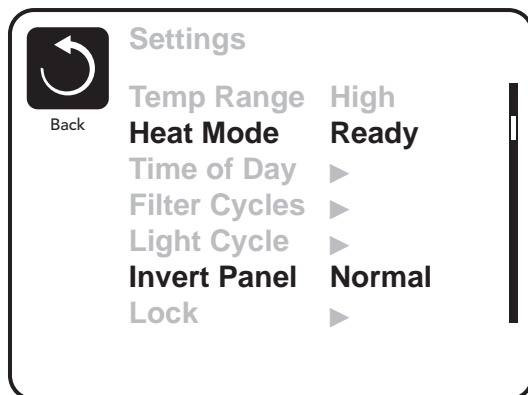 Settings
Back
Temp Range High
Heat Mode Ready
Time of Day ▶
Filter Cycles ▶
Light Cycle ▶
Invert Panel Normal
Lock ▶